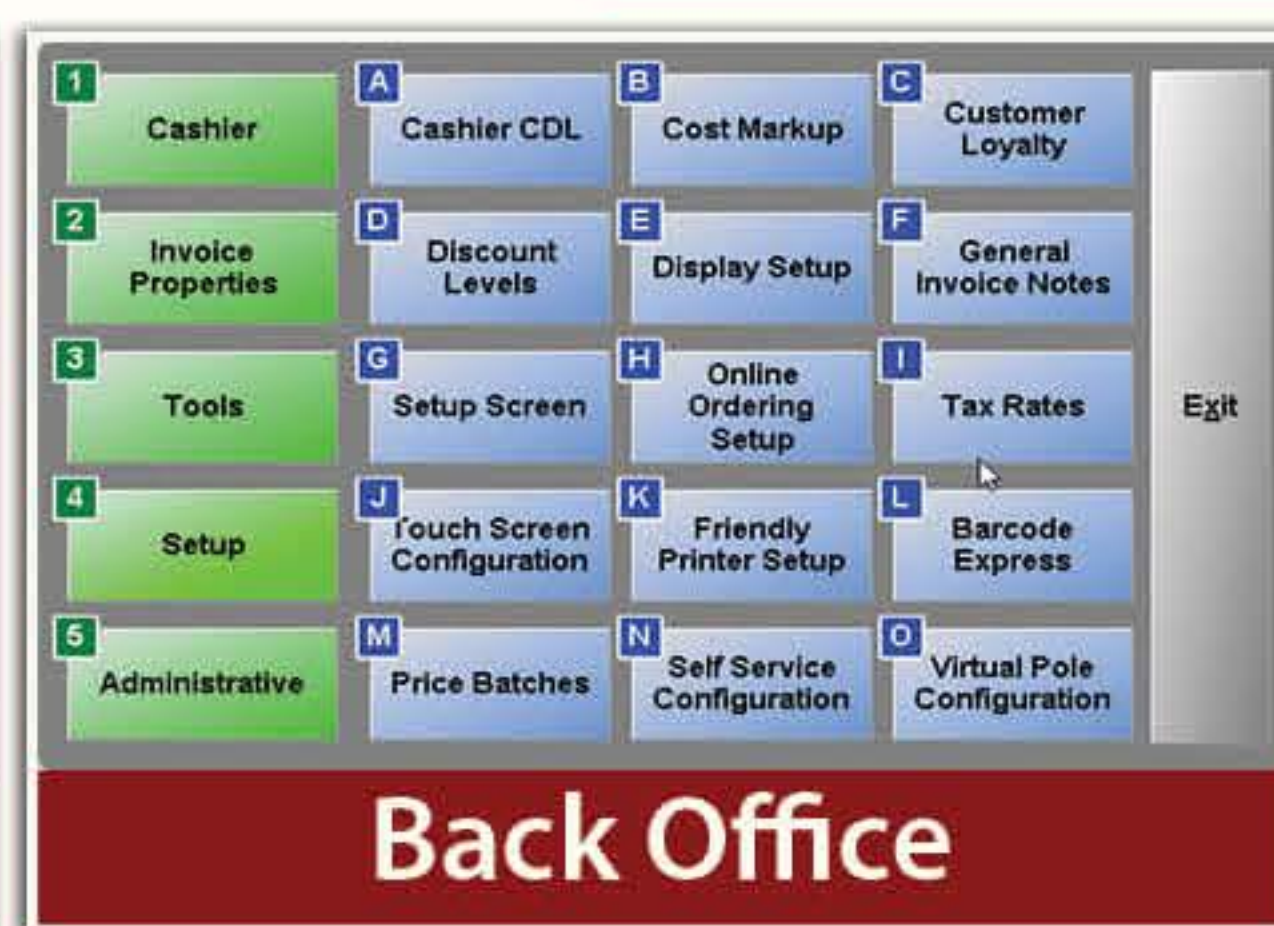 1
Cashier
A
Cashier CDL
B
Cost Markup
C
Customer
Loyalty
2
Invoice
Properties
D
Discount
Levels
E
Display Setup
F
General
Invoice Notes
3
Tools
G
Setup Screen
H
Online
Ordering
Setup
I
Tax Rates
Exit
4
Setup
J
Touch Screen
Configuration
K
Friendly
Printer Setup
L
Barcode
Express
5
Administrative
M
Price Batches
N
Self Service
Configuration
O
Virtual Pole
Configuration
Back Office